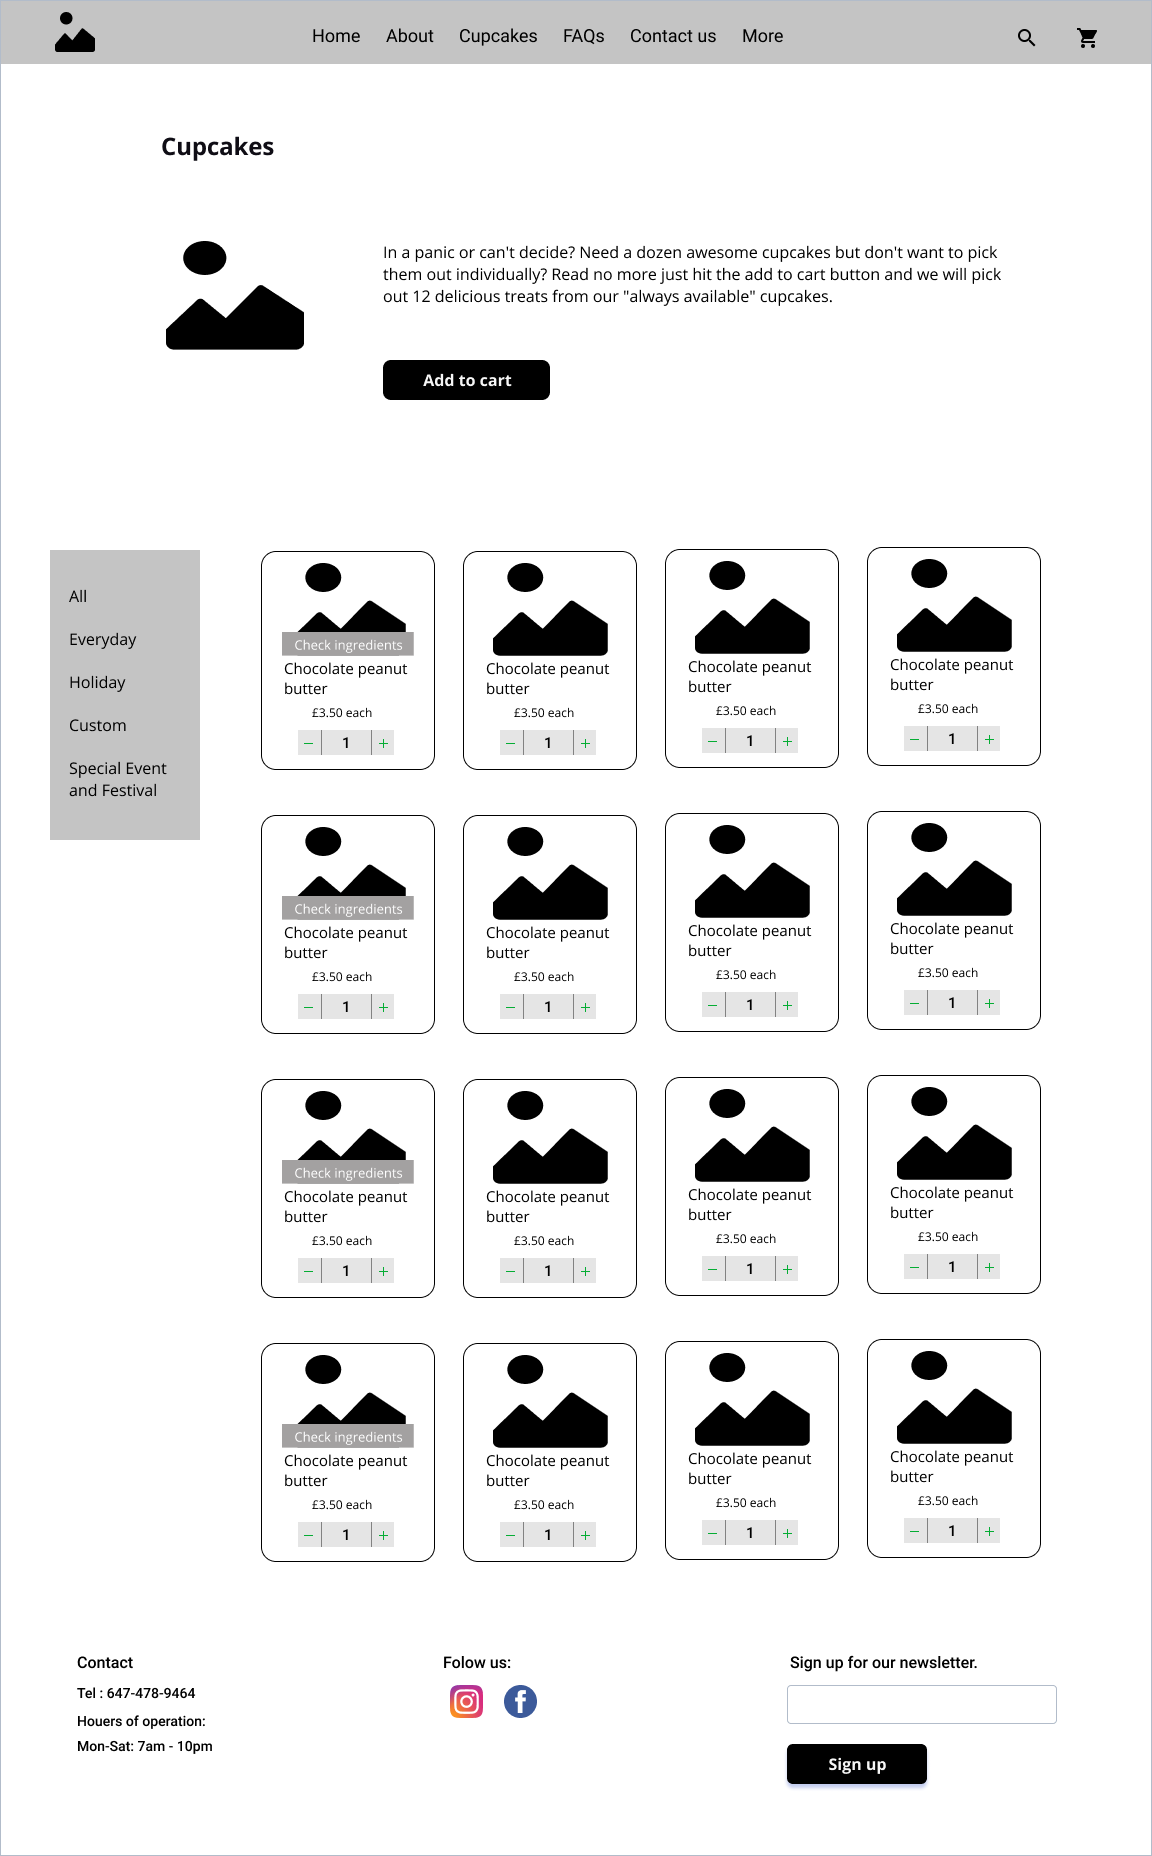 Home About Cupcakes FAQs Contact us More
Cupcakes
In a panic or can't decide? Need a dozen awesome cupcakes but don't want to pick
them out individually? Read no more just hit the add to cart button and we will pick
out 12 delicious treats from our "always available" cupcakes.
Add to cart
All
Everyday
Holiday
Custom
Special Event
and Festival
Check ingredients
Chocolate peanut
butter
£3.50 each
− 1 +
Chocolate peanut
butter
£3.50 each
− 1 +
Chocolate peanut
butter
£3.50 each
− 1 +
Chocolate peanut
butter
£3.50 each
− 1 +
Check ingredients
Chocolate peanut
butter
£3.50 each
− 1 +
Chocolate peanut
butter
£3.50 each
− 1 +
Chocolate peanut
butter
£3.50 each
− 1 +
Chocolate peanut
butter
£3.50 each
− 1 +
Check ingredients
Chocolate peanut
butter
£3.50 each
− 1 +
Chocolate peanut
butter
£3.50 each
− 1 +
Chocolate peanut
butter
£3.50 each
− 1 +
Chocolate peanut
butter
£3.50 each
− 1 +
Check ingredients
Chocolate peanut
butter
£3.50 each
− 1 +
Chocolate peanut
butter
£3.50 each
− 1 +
Chocolate peanut
butter
£3.50 each
− 1 +
Chocolate peanut
butter
£3.50 each
− 1 +
Contact
Tel : 647-478-9464
Houers of operation:
Mon-Sat: 7am - 10pm
Folow us:
Sign up for our newsletter.
Sign up